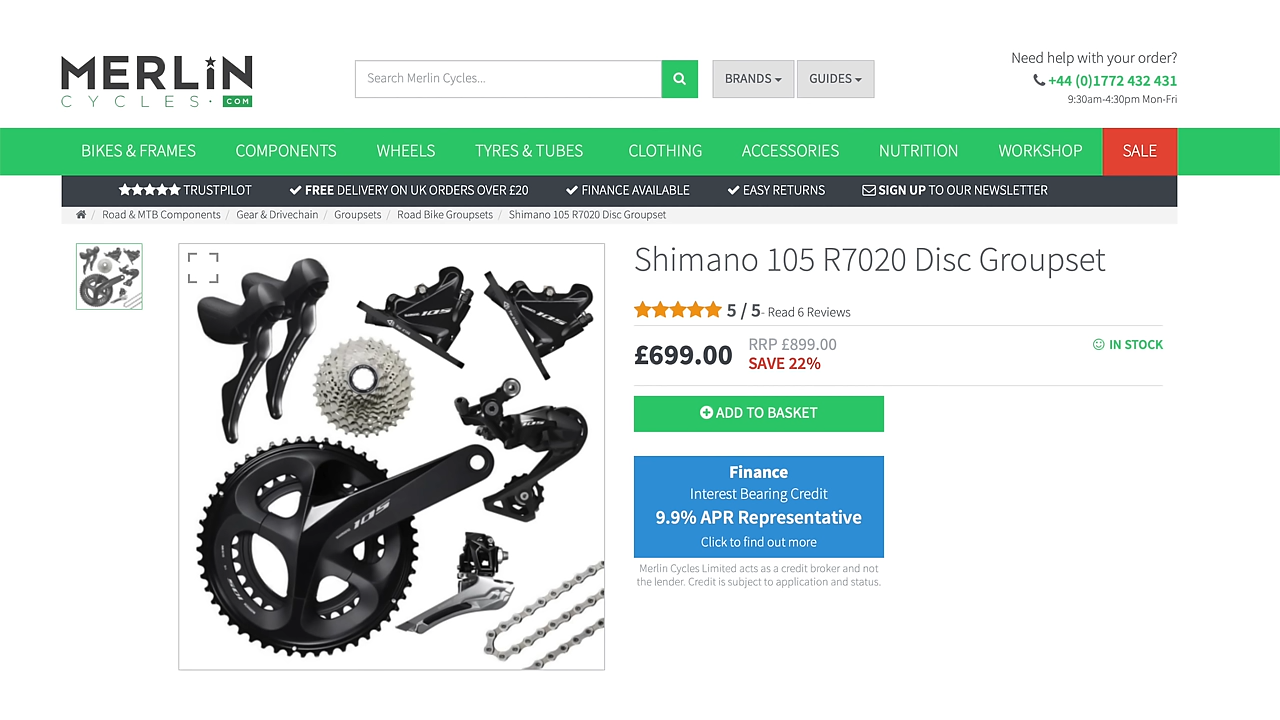 MERLIN
CYCLES.COM
Search Merlin Cycles...
BRANDS
GUIDES
Need help with your order?
+44 (0)1772 432 431
9:30am-4:30pm Mon-Fri
BIKES & FRAMES COMPONENTS WHEELS TYRES & TUBES CLOTHING ACCESSORIES NUTRITION WORKSHOP SALE
TRUSTPILOT FREE DELIVERY ON UK ORDERS OVER £20 FINANCE AVAILABLE EASY RETURNS SIGN UP TO OUR NEWSLETTER
/ Road & MTB Components / Gear & Drivechain / Groupsets / Road Bike Groupsets / Shimano 105 R7020 Disc Groupset
Shimano 105 R7020 Disc Groupset
5 / 5 - Read 6 Reviews
£699.00
RRP £899.00
SAVE 22%
IN STOCK
ADD TO BASKET
Finance
Interest Bearing Credit
9.9% APR Representative
Click to find out more
Merlin Cycles Limited acts as a credit broker and not
the lender. Credit is subject to application and status.
105
105
105
105
105